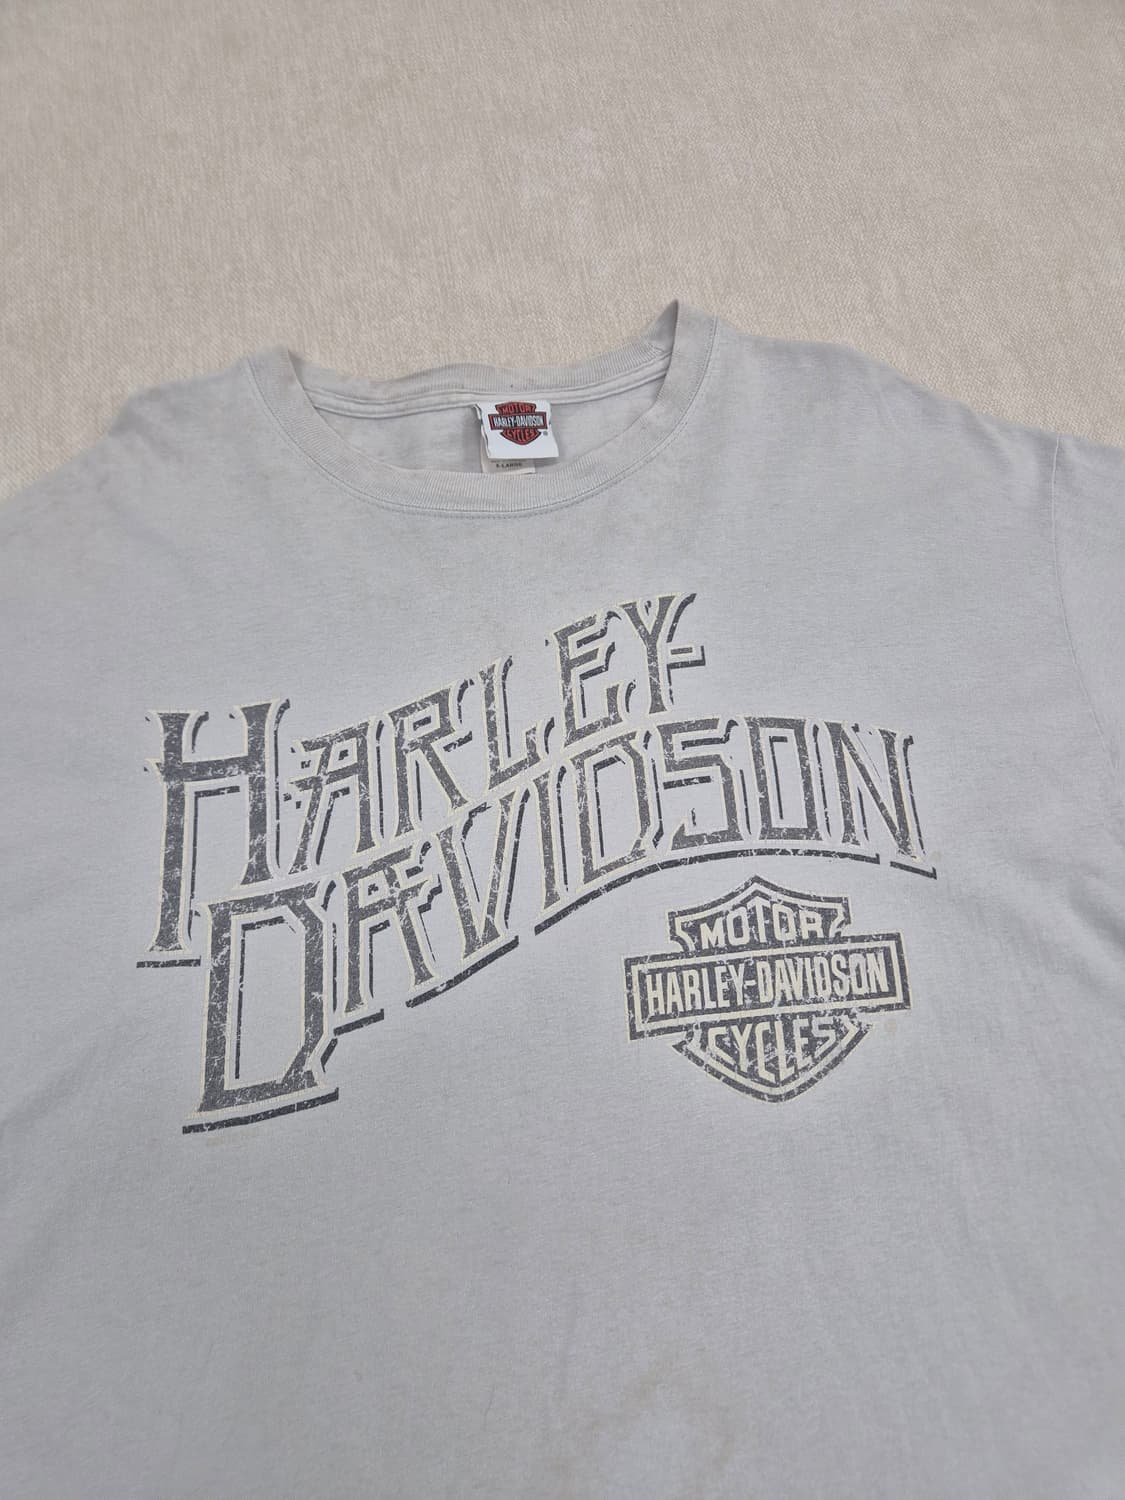 MOTOR
HARLEY-DAVIDSON
CYCLES
X-LARGE
HARLEY-
DAVIDSON
MOTOR
HARLEY-DAVIDSON
CYCLES